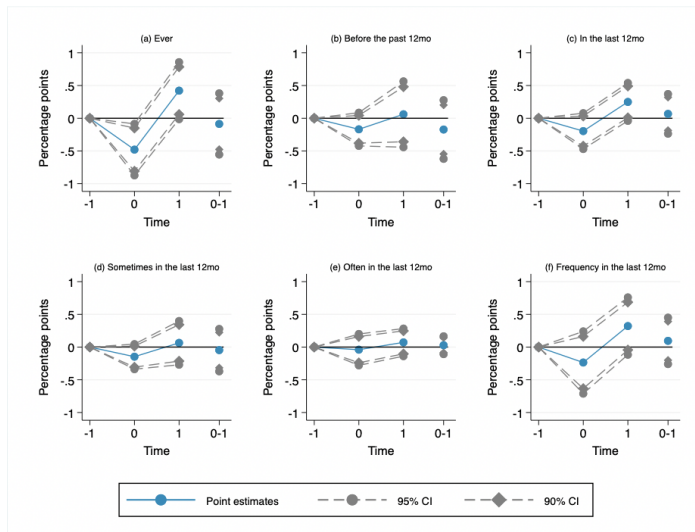 (a) Ever
Percentage points
1
.5
0
-.5
-1
-1 0 1 0-1
Time
(b) Before the past 12mo
Percentage points
1
.5
0
-.5
-1
-1 0 1 0-1
Time
(c) In the last 12mo
Percentage points
1
.5
0
-.5
-1
-1 0 1 0-1
Time
(d) Sometimes in the last 12mo
Percentage points
1
.5
0
-.5
-1
-1 0 1 0-1
Time
(e) Often in the last 12mo
Percentage points
1
.5
0
-.5
-1
-1 0 1 0-1
Time
(f) Frequency in the last 12mo
Percentage points
1
.5
0
-.5
-1
-1 0 1 0-1
Time
Point estimates 95% CI 90% CI